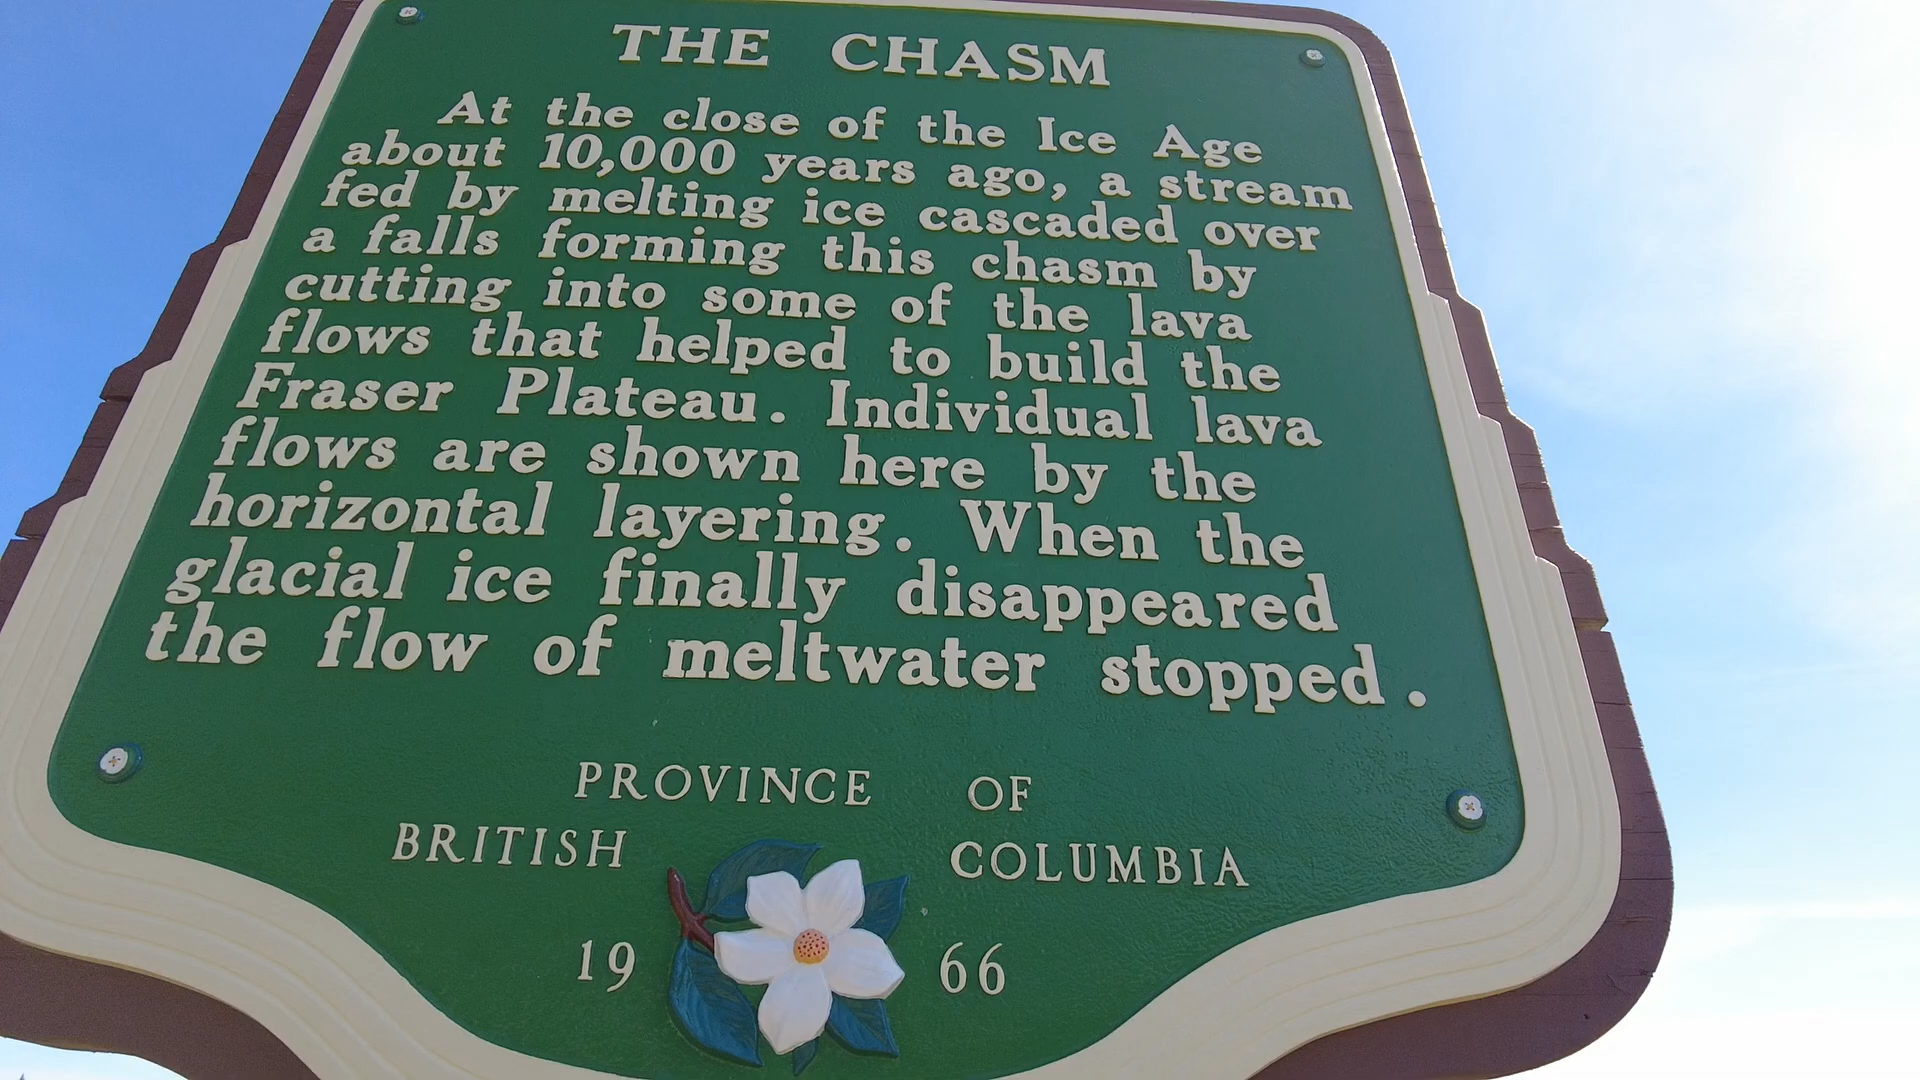 THE CHASM
At the close of the Ice Age
about 10,000 years ago, a stream
fed by melting ice cascaded over
a falls forming this chasm by
cutting into some of the lava
flows that helped to build the
Fraser Plateau. Individual lava
flows are shown here by the
horizontal layering. When the
glacial ice finally disappeared
the flow of meltwater stopped.
PROVINCE OF
BRITISH COLUMBIA
19 66